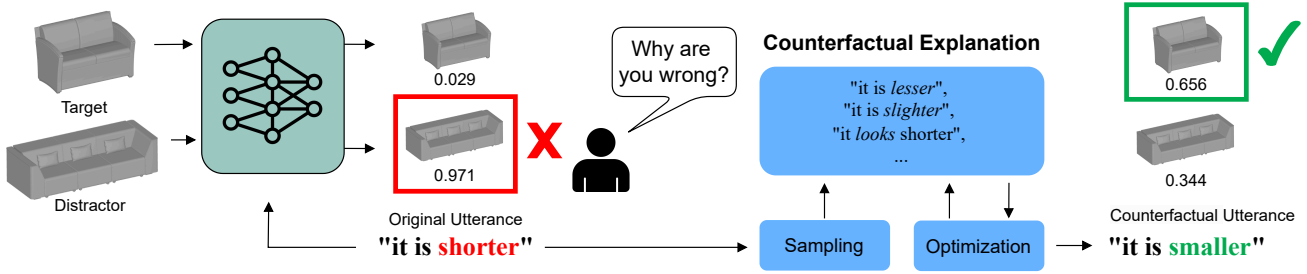 Target
Distractor
0.029
0.971
X
Original Utterance
"it is shorter"
Why are
you wrong?
Counterfactual Explanation
"it is lesser",
"it is slighter",
"it looks shorter",
...
Sampling
Optimization
0.656
0.344
Counterfactual Utterance
"it is smaller"